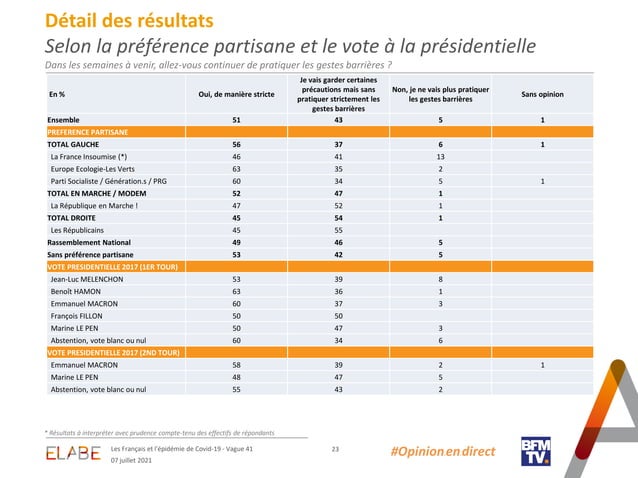 Détail des résultats
Selon la préférence partisane et le vote à la présidentielle
Dans les semaines à venir, allez-vous continuer de pratiquer les gestes barrières ?
En % Oui, de manière stricte Je vais garder certaines précautions mais sans pratiquer strictement les gestes barrières Non, je ne vais plus pratiquer les gestes barrières Sans opinion
Ensemble 51 43 5 1
PREFERENCE PARTISANE
TOTAL GAUCHE 56 37 6 1
La France Insoumise (*) 46 41 13
Europe Ecologie-Les Verts 63 35 2
Parti Socialiste / Génération.s / PRG 60 34 5 1
TOTAL EN MARCHE / MODEM 52 47 1
La République en Marche ! 47 52 1
TOTAL DROITE 45 54 1
Les Républicains 45 55
Rassemblement National 49 46 5
Sans préférence partisane 53 42 5
VOTE PRESIDENTIELLE 2017 (1ER TOUR)
Jean-Luc MELENCHON 53 39 8
Benoît HAMON 63 36 1
Emmanuel MACRON 60 37 3
François FILLON 50 50
Marine LE PEN 50 47 3
Abstention, vote blanc ou nul 60 34 6
VOTE PRESIDENTIELLE 2017 (2ND TOUR)
Emmanuel MACRON 58 39 2 1
Marine LE PEN 48 47 5
Abstention, vote blanc ou nul 55 43 2
* Résultats à interpréter avec prudence compte-tenu des effectifs de répondants
ELABE
Les Français et l'épidémie de Covid-19 - Vague 41
07 juillet 2021
23
#Opinion en direct
BFM
TV.